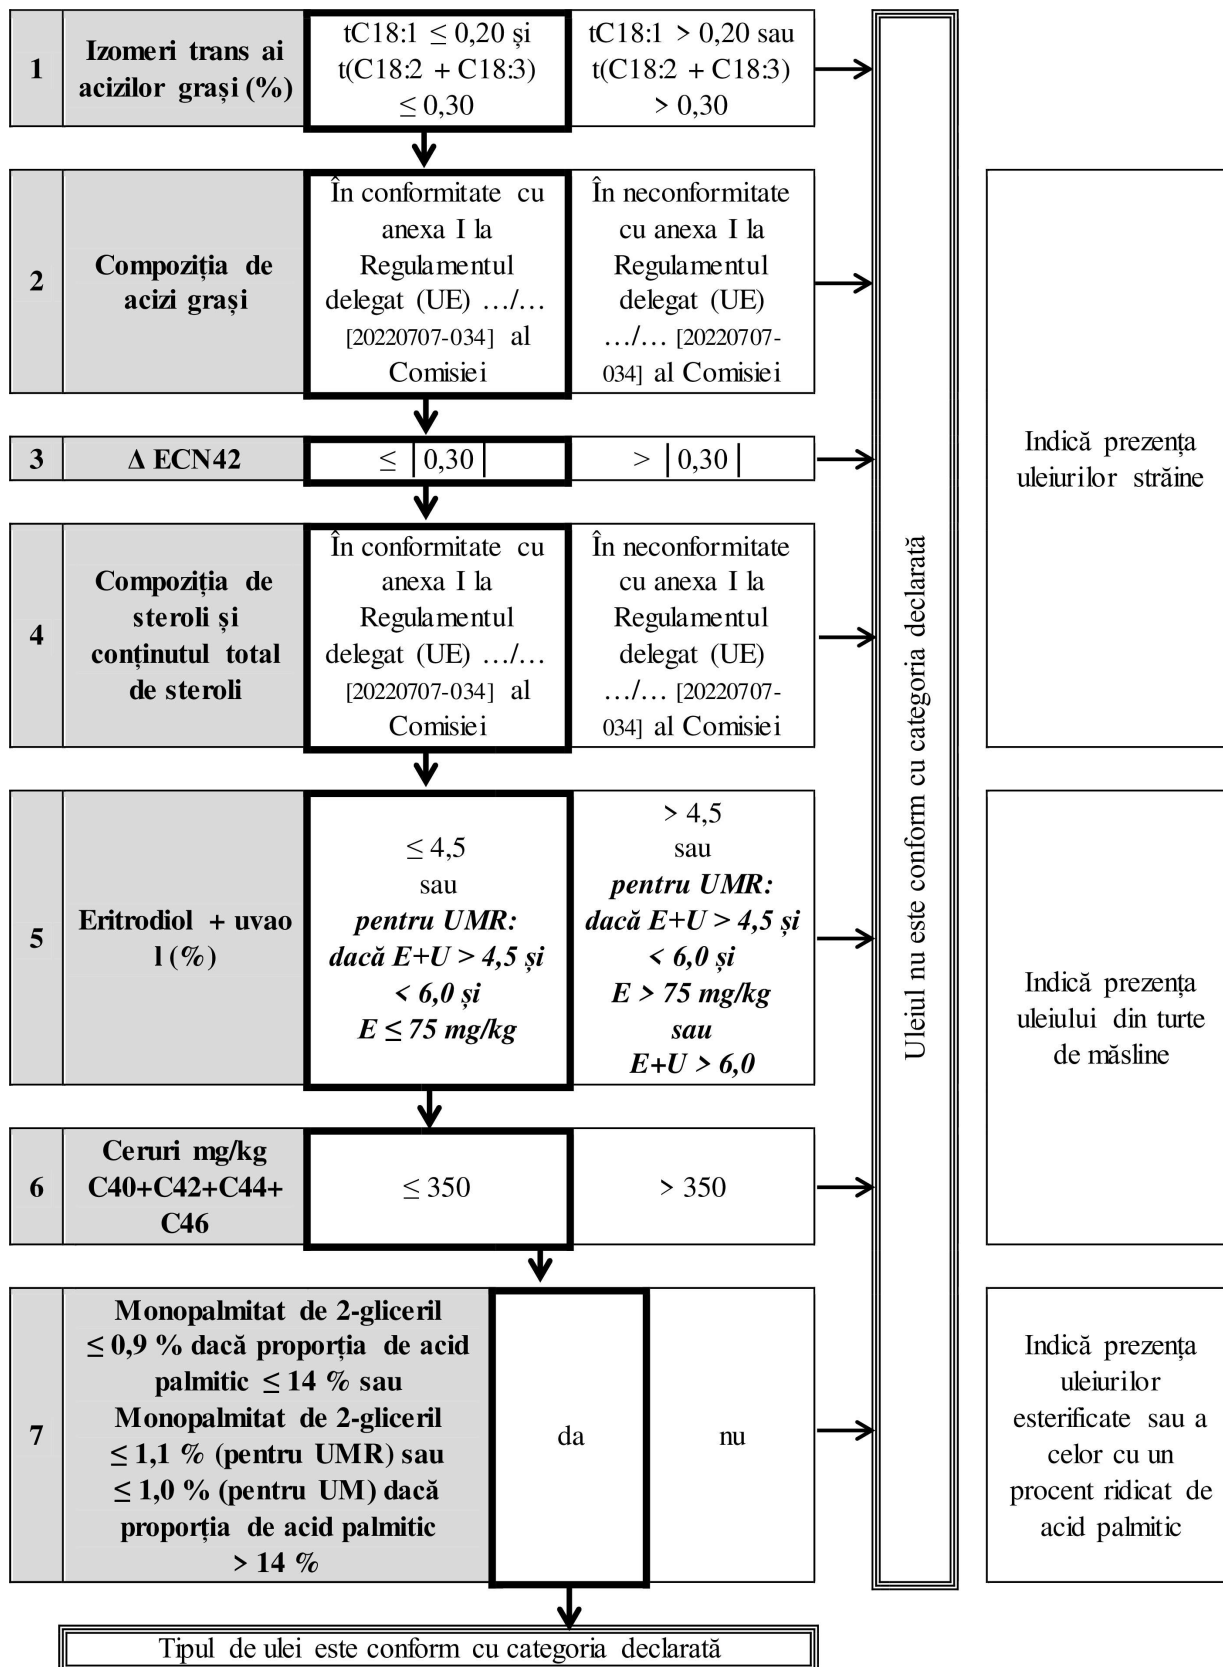 1
Izomeri trans ai
acizilor grași (%)
tC18:1 ≤ 0,20 și
t(C18:2 + C18:3)
≤ 0,30
tC18:1 > 0,20 sau
t(C18:2 + C18:3)
> 0,30
2
Compoziția de
acizi grași
În conformitate cu
anexa I la
Regulamentul
delegat (UE) …/…
[20220707-034] al
Comisiei
În neconformitate
cu anexa I la
Regulamentul
delegat (UE)
…/… [20220707-
034] al Comisiei
3
Δ ECN42
≤ |0,30|
> |0,30|
4
Compoziția de
steroli și
conținutul total
de steroli
În conformitate cu
anexa I la
Regulamentul
delegat (UE) …/…
[20220707-034] al
Comisiei
În neconformitate
cu anexa I la
Regulamentul
delegat (UE)
…/… [20220707-
034] al Comisiei
Indică prezența
uleiurilor străine
5
Eritrodiol + uvao
l (%)
≤ 4,5
sau
pentru UMR:
dacă E+U > 4,5 și
< 6,0 și
E ≤ 75 mg/kg
> 4,5
sau
pentru UMR:
dacă E+U > 4,5 și
< 6,0 și
E > 75 mg/kg
sau
E+U > 6,0
6
Ceruri mg/kg
C40+C42+C44+
C46
≤ 350
> 350
Indică prezența
uleiului din turte
de măsline
7
Monopalmitat de 2-gliceril
≤ 0,9 % dacă proporția de acid
palmitic ≤ 14 % sau
Monopalmitat de 2-gliceril
≤ 1,1 % (pentru UMR) sau
≤ 1,0 % (pentru UM) dacă
proporția de acid palmitic
> 14 %
da
nu
Indică prezența
uleiurilor
esterificate sau a
celor cu un
procent ridicat de
acid palmitic
Uleiul nu este conform cu categoria declarată
Tipul de ulei este conform cu categoria declarată